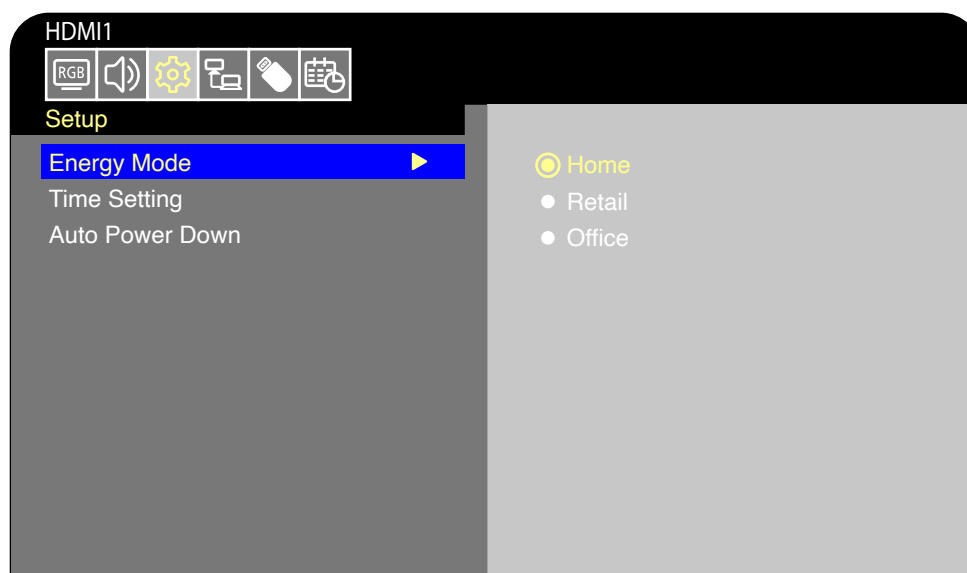 HDMI1
RGB
Setup
Energy Mode
Time Setting
Auto Power Down
Home
Retail
Office